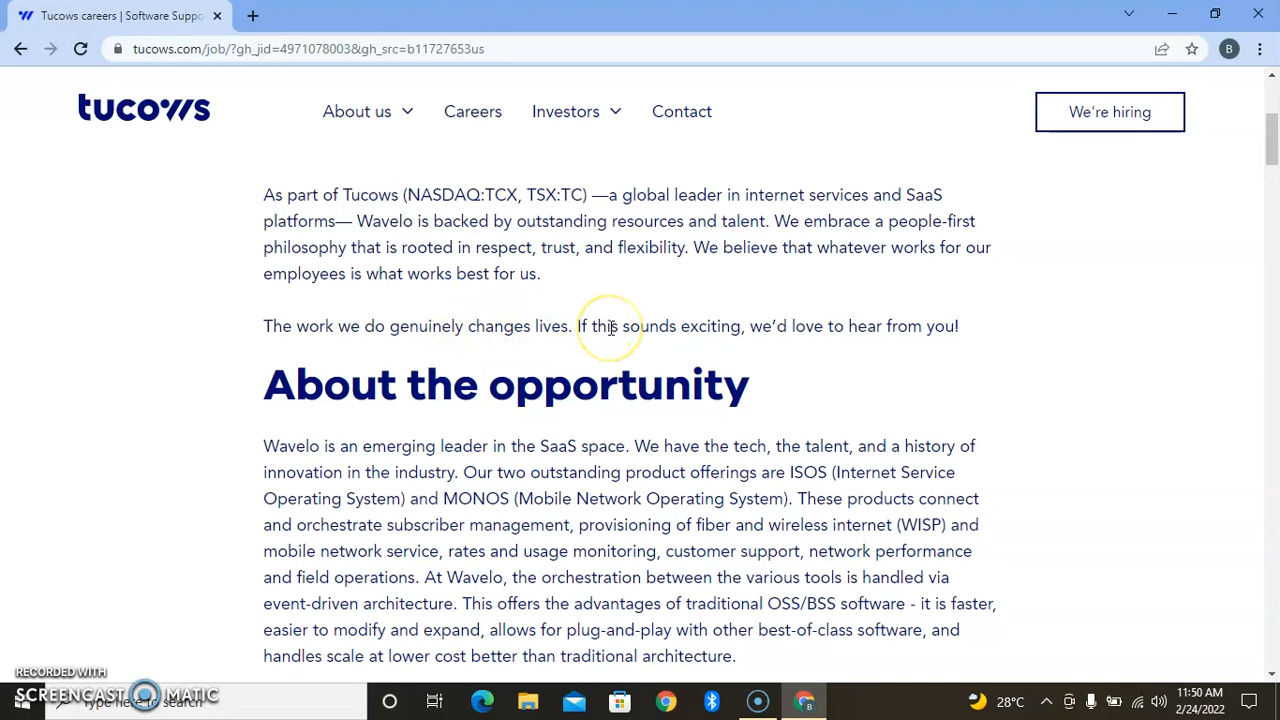 Tucows careers | Software Suppo
tucows.com/job/?gh_jid=4971078003&gh_src=b11727653us
B
tucows
About us
Careers
Investors
Contact
We're hiring
As part of Tucows (NASDAQ:TCX, TSX:TC) —a global leader in internet services and SaaS
platforms— Wavelo is backed by outstanding resources and talent. We embrace a people-first
philosophy that is rooted in respect, trust, and flexibility. We believe that whatever works for our
employees is what works best for us.
The work we do genuinely changes lives. If this sounds exciting, we’d love to hear from you!
About the opportunity
Wavelo is an emerging leader in the SaaS space. We have the tech, the talent, and a history of
innovation in the industry. Our two outstanding product offerings are ISOS (Internet Service
Operating System) and MONOS (Mobile Network Operating System). These products connect
and orchestrate subscriber management, provisioning of fiber and wireless internet (WISP) and
mobile network service, rates and usage monitoring, customer support, network performance
and field operations. At Wavelo, the orchestration between the various tools is handled via
event-driven architecture. This offers the advantages of traditional OSS/BSS software - it is faster,
easier to modify and expand, allows for plug-and-play with other best-of-class software, and
handles scale at lower cost better than traditional architecture.
RECORDED WITH
SCREENCAST MATIC
Type here to search
28°C
11:50 AM
2/24/2022